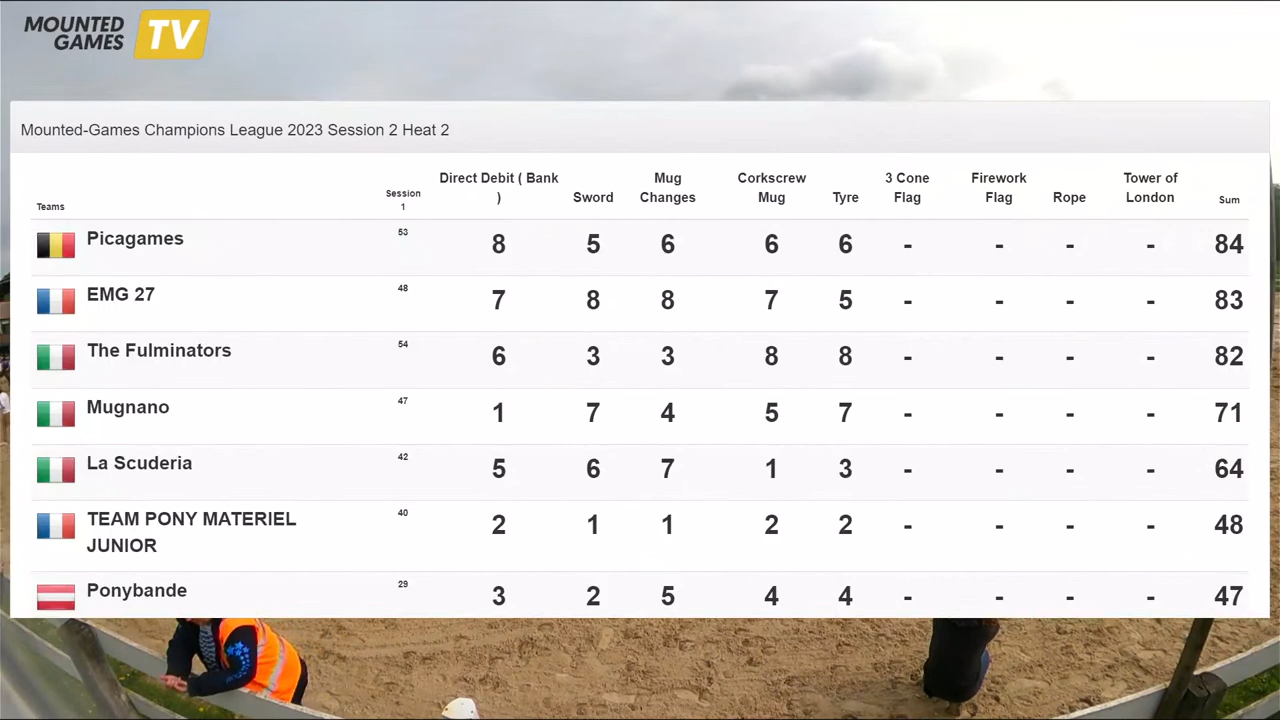 MOUNTED
GAMES
TV
Mounted-Games Champions League 2023 Session 2 Heat 2
Teams Session 1 Direct Debit ( Bank ) Sword Mug Changes Corkscrew Mug Tyre 3 Cone Flag Firework Flag Rope Tower of London Sum
Picagames 53 8 5 6 6 6 - - - - 84
EMG 27 48 7 8 8 7 5 - - - - 83
The Fulminators 54 6 3 3 8 8 - - - - 82
Mugnano 47 1 7 4 5 7 - - - - 71
La Scuderia 42 5 6 7 1 3 - - - - 64
TEAM PONY MATERIEL JUNIOR 40 2 1 1 2 2 - - - - 48
Ponybande 29 3 2 5 4 4 - - - - 47